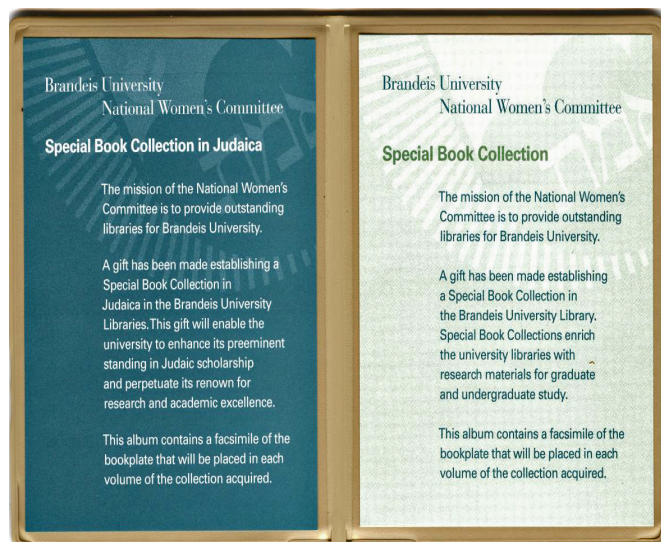 Brandeis University
National Women's Committee
Special Book Collection in Judaica
The mission of the National Women's
Committee is to provide outstanding
libraries for Brandeis University.
A gift has been made establishing a
Special Book Collection in
Judaica in the Brandeis University
Libraries. This gift will enable the
university to enhance its preeminent
standing in Judaic scholarship
and perpetuate its renown for
research and academic excellence.
This album contains a facsimile of the
bookplate that will be placed in each
volume of the collection acquired.
Brandeis University
National Women's Committee
Special Book Collection
The mission of the National Women's
Committee is to provide outstanding
libraries for Brandeis University.
A gift has been made establishing
a Special Book Collection in
the Brandeis University Library.
Special Book Collections enrich
the university libraries with
research materials for graduate
and undergraduate study.
This album contains a facsimile of the
bookplate that will be placed in each
volume of the collection acquired.